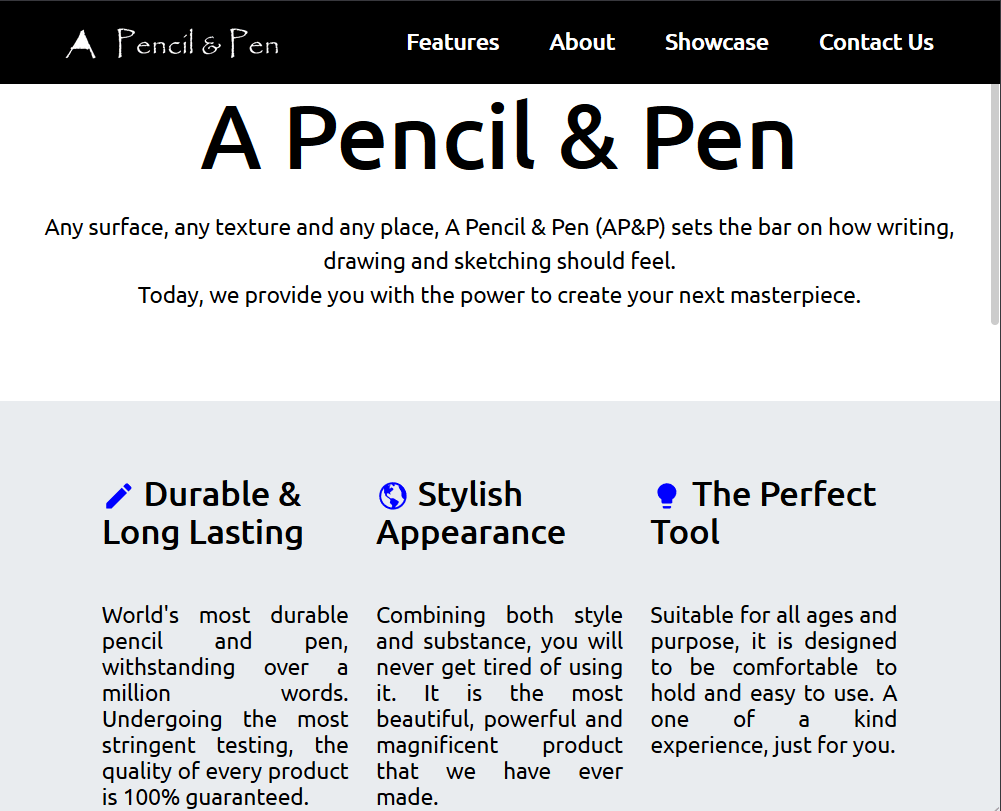 A Pencil & Pen
Features
About
Showcase
Contact Us
A Pencil & Pen
Any surface, any texture and any place, A Pencil & Pen (AP&P) sets the bar on how writing,
drawing and sketching should feel.
Today, we provide you with the power to create your next masterpiece.
Durable &
Long Lasting
World's most durable
pencil and pen,
withstanding over a
million words.
Undergoing the most
stringent testing, the
quality of every product
is 100% guaranteed.
Stylish
Appearance
Combining both style
and substance, you will
never get tired of using
it. It is the most
beautiful, powerful and
magnificent product
that we have ever
made.
The Perfect
Tool
Suitable for all ages and
purpose, it is designed
to be comfortable to
hold and easy to use. A
one of a kind
experience, just for you.